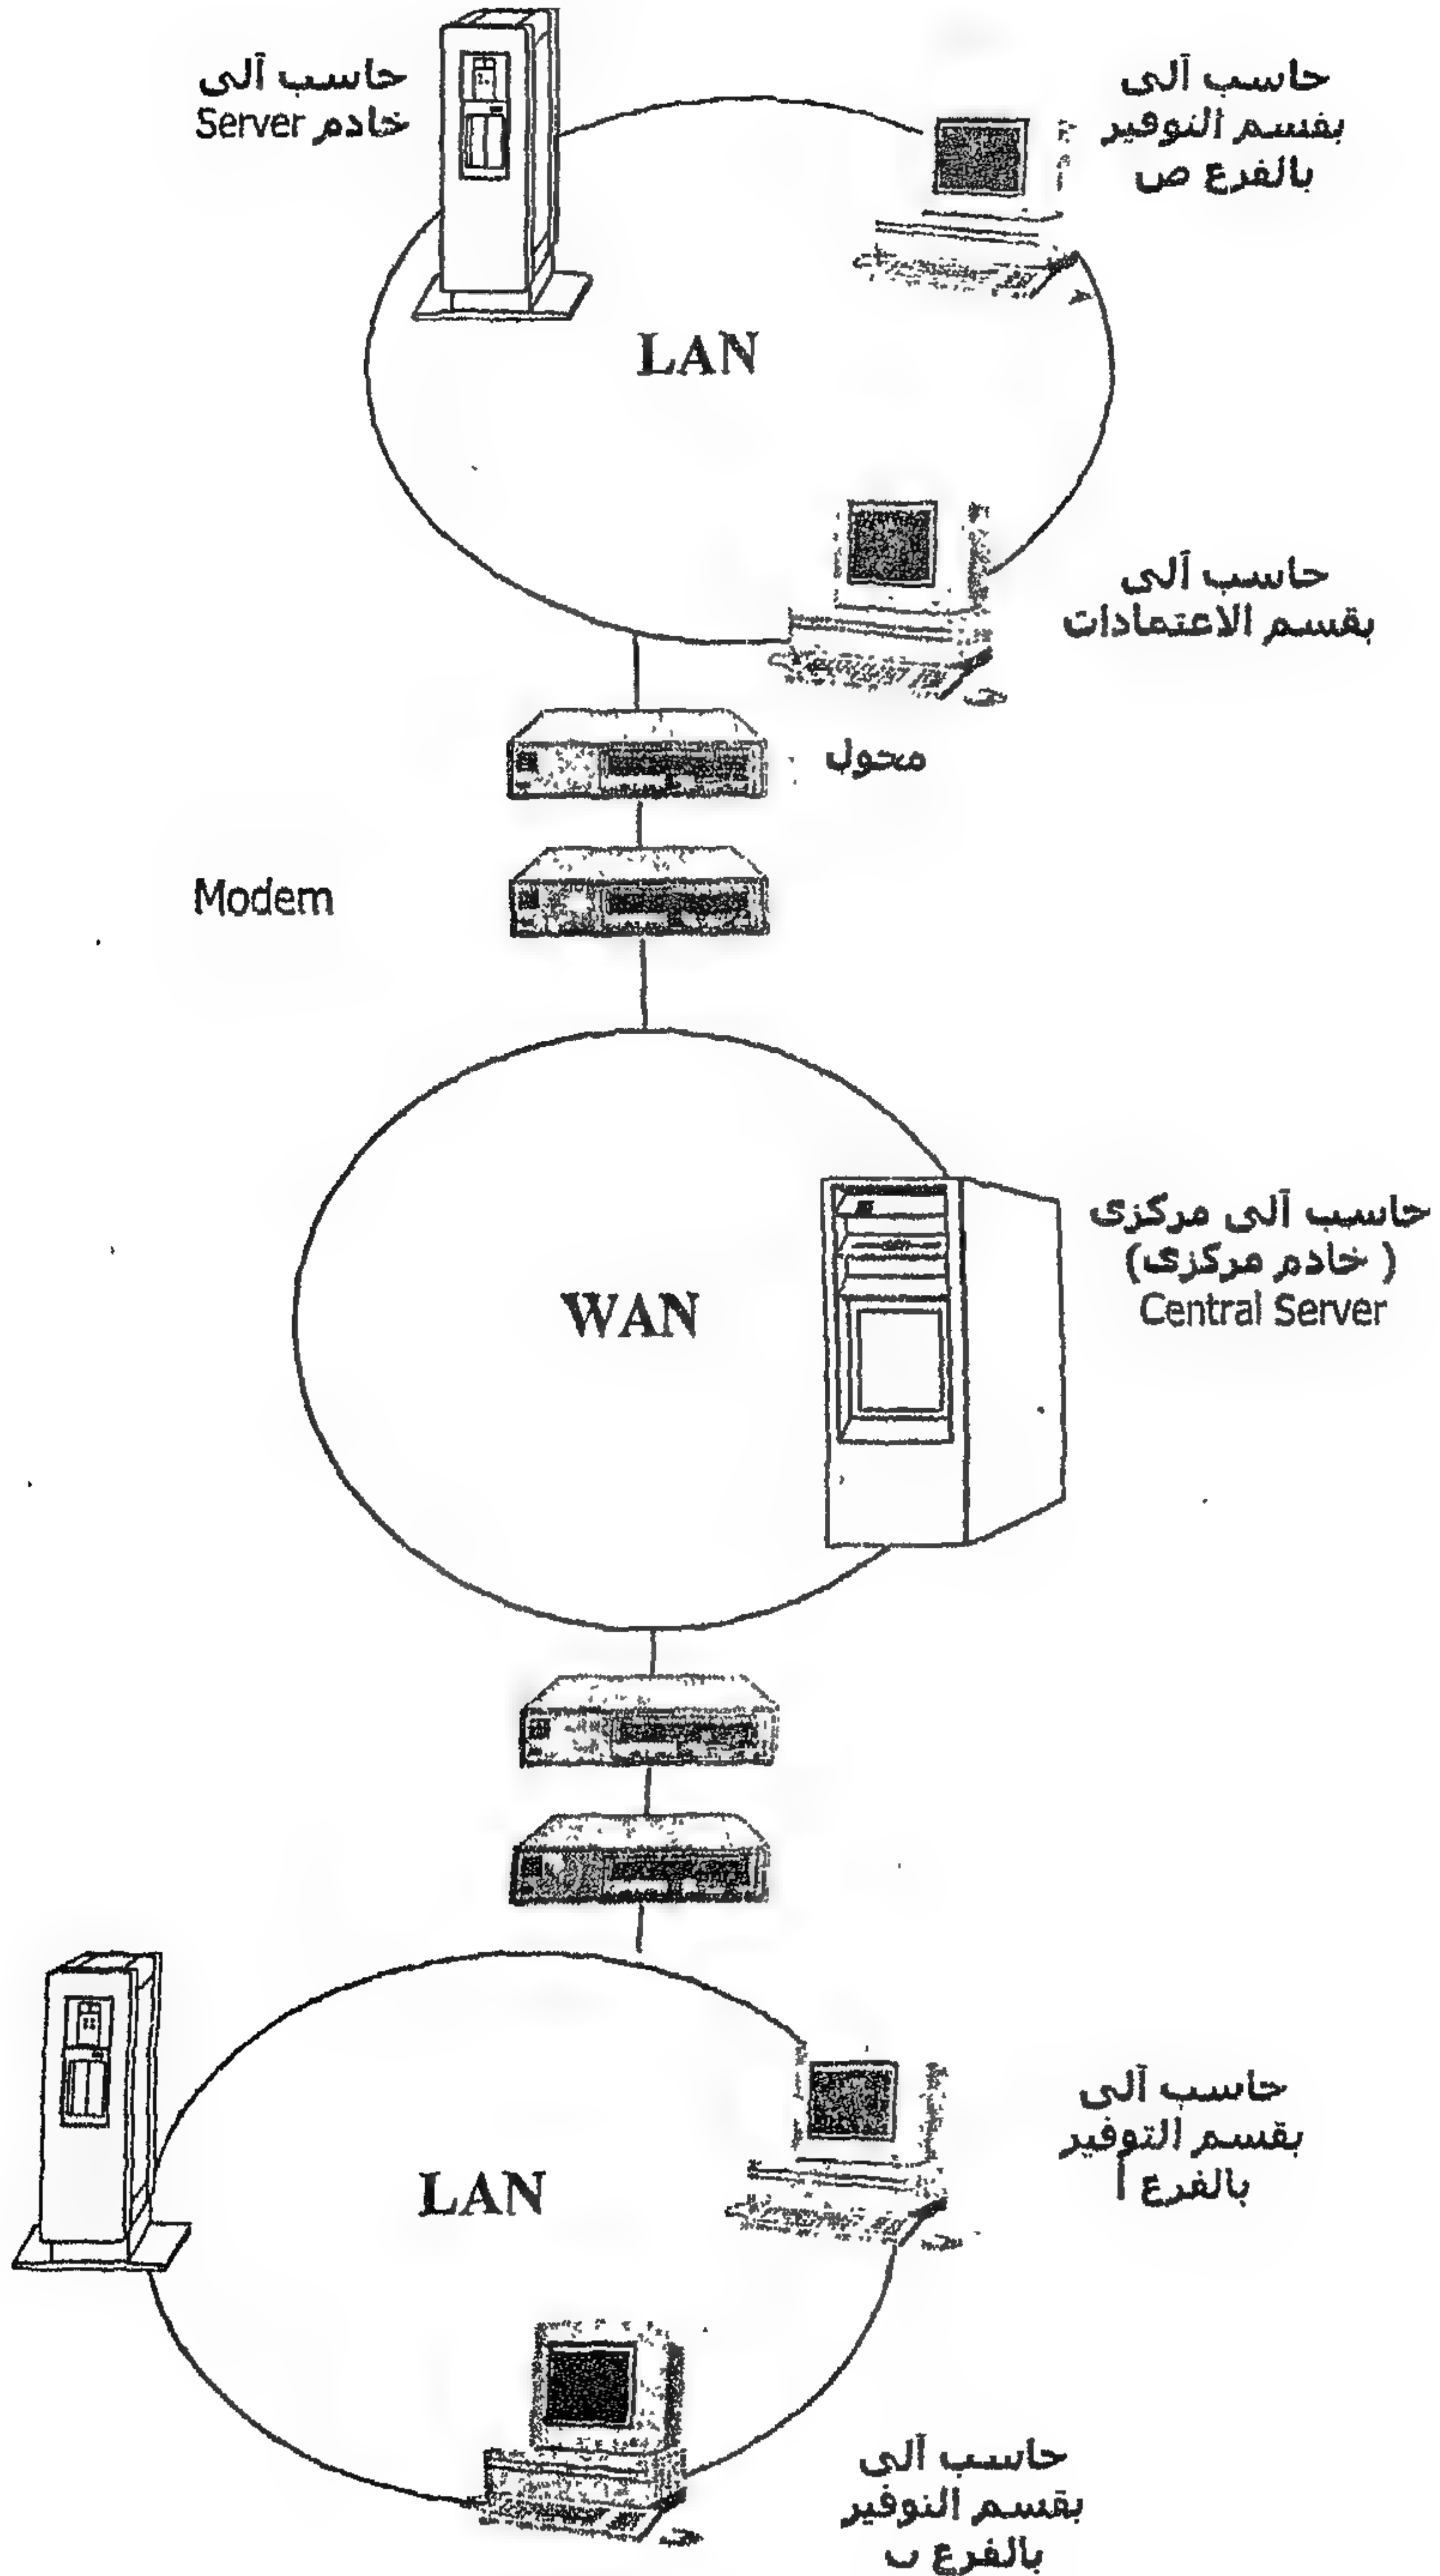 حاسب آلى
خادم Server
حاسب آلى
بقسم التوفير
بالفرع ص
LAN
حاسب آلى
بقسم الاعتمادات
محول
Modem
حاسب آلى مركزى
( خادم مركزى)
Central Server
WAN
حاسب آلى
بقسم التوفير
بالفرع أ
LAN
حاسب آلى
بقسم التوفير
بالفرع ب